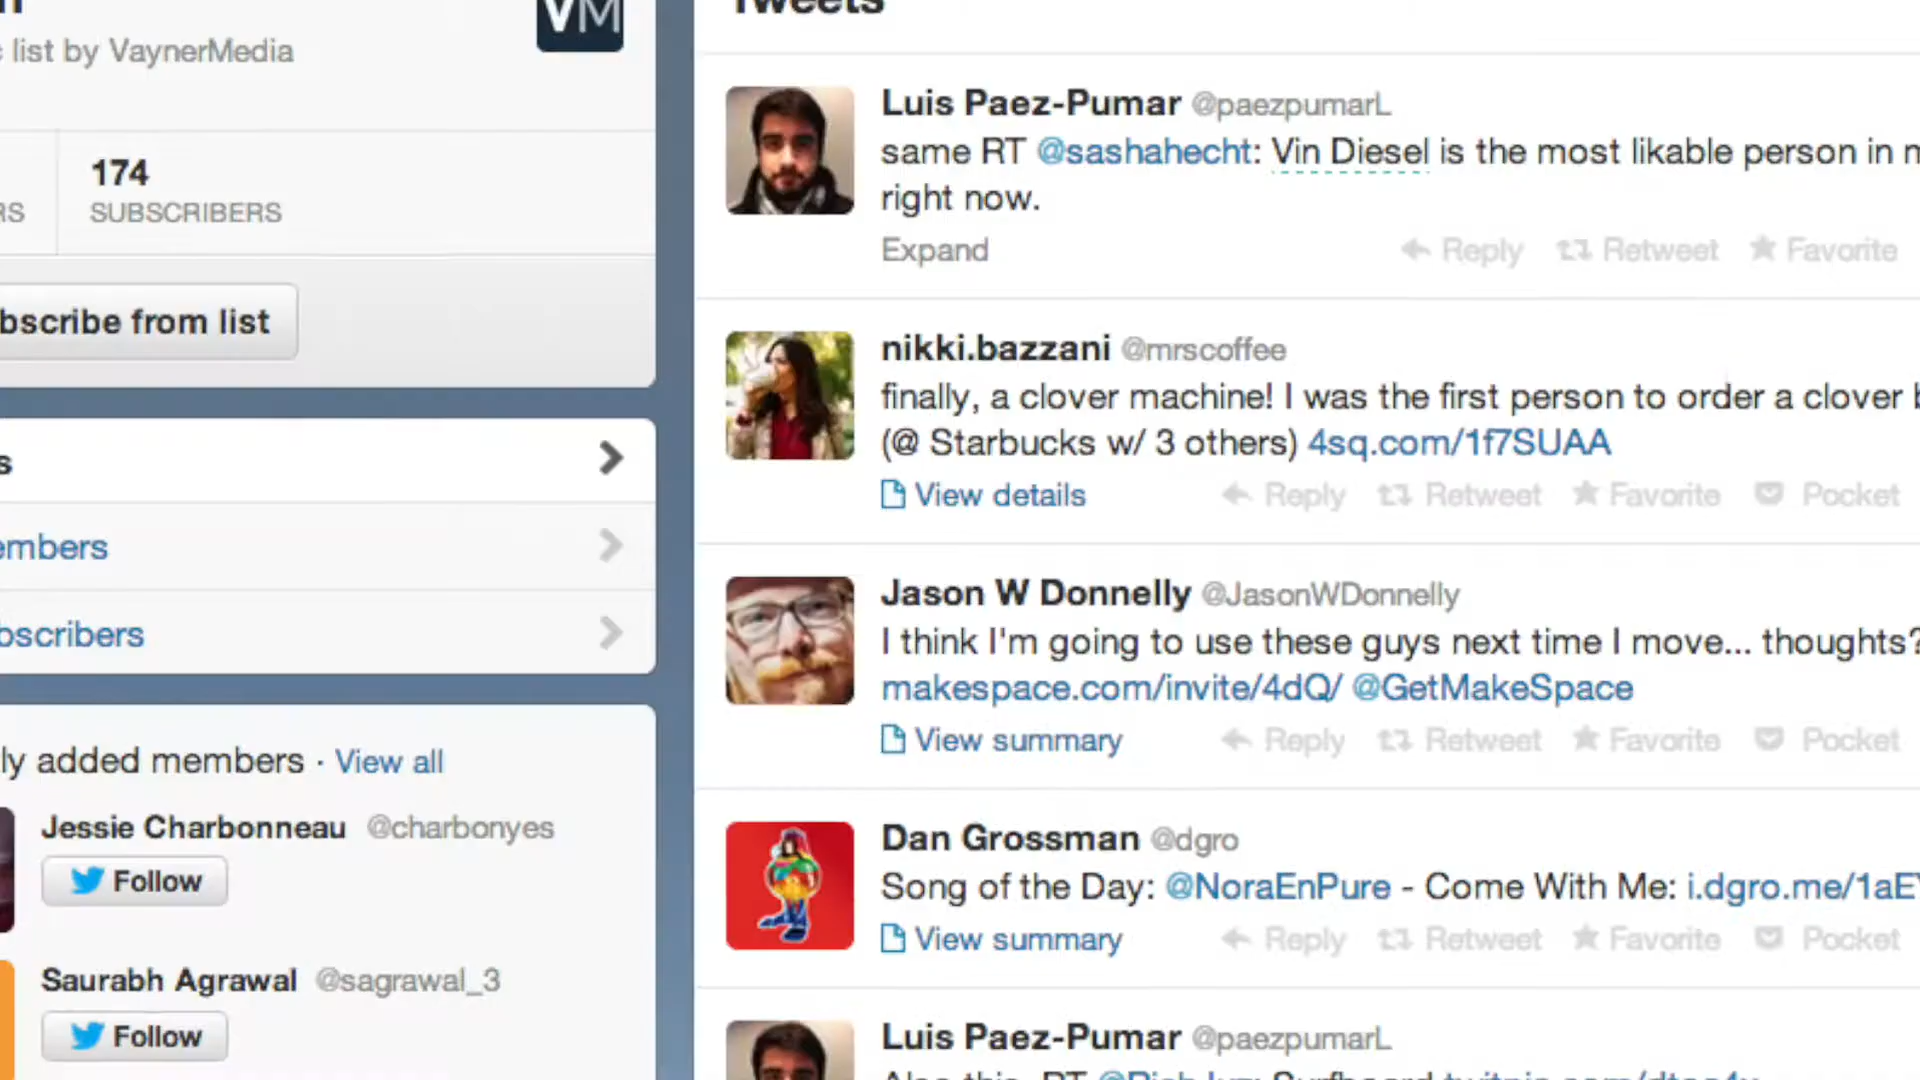 VM
list by VaynerMedia
174
SUBSCRIBERS
bscribe from list
embers
bscribers
ly added members · View all
Jessie Charbonneau @charbonyes
Follow
Saurabh Agrawal @sagrawal_3
Follow
Tweets
Luis Paez-Pumar @paezpumarL
same RT @sashahecht: Vin Diesel is the most likable person in m
right now.
Expand Reply Retweet Favorite
nikki.bazzani @mrscoffee
finally, a clover machine! I was the first person to order a clover b
(@ Starbucks w/ 3 others) 4sq.com/1f7SUAA
View details Reply Retweet Favorite Pocket
Jason W Donnelly @JasonWDonnelly
I think I'm going to use these guys next time I move... thoughts?
makespace.com/invite/4dQ/ @GetMakeSpace
View summary Reply Retweet Favorite Pocket
Dan Grossman @dgro
Song of the Day: @NoraEnPure - Come With Me: i.dgro.me/1aE
View summary Reply Retweet Favorite Pocket
Luis Paez-Pumar @paezpumarL